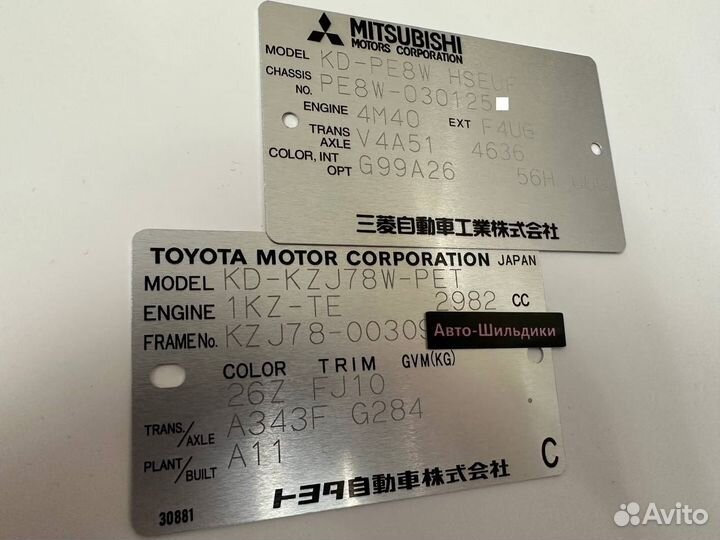 MITSUBISHI
MOTORS CORPORATION
MODEL KD-PE8W HSEUF
CHASSIS NO. PE8W-030125
ENGINE 4M40 EXT F4UG
TRANS AXLE V4A51 4636
COLOR, INT OPT G99A26 56H
三菱自動車工業株式会社
TOYOTA MOTOR CORPORATION JAPAN
MODEL KD-KZJ78W-PET
ENGINE 1KZ-TE 2982 CC
FRAME No. KZJ78-00309
Авто-Шильдики
COLOR TRIM GVM(KG)
26Z FJ10
TRANS./AXLE A343F G284
PLANT/BUILT A11
C
トヨタ自動車株式会社
30881
Avito